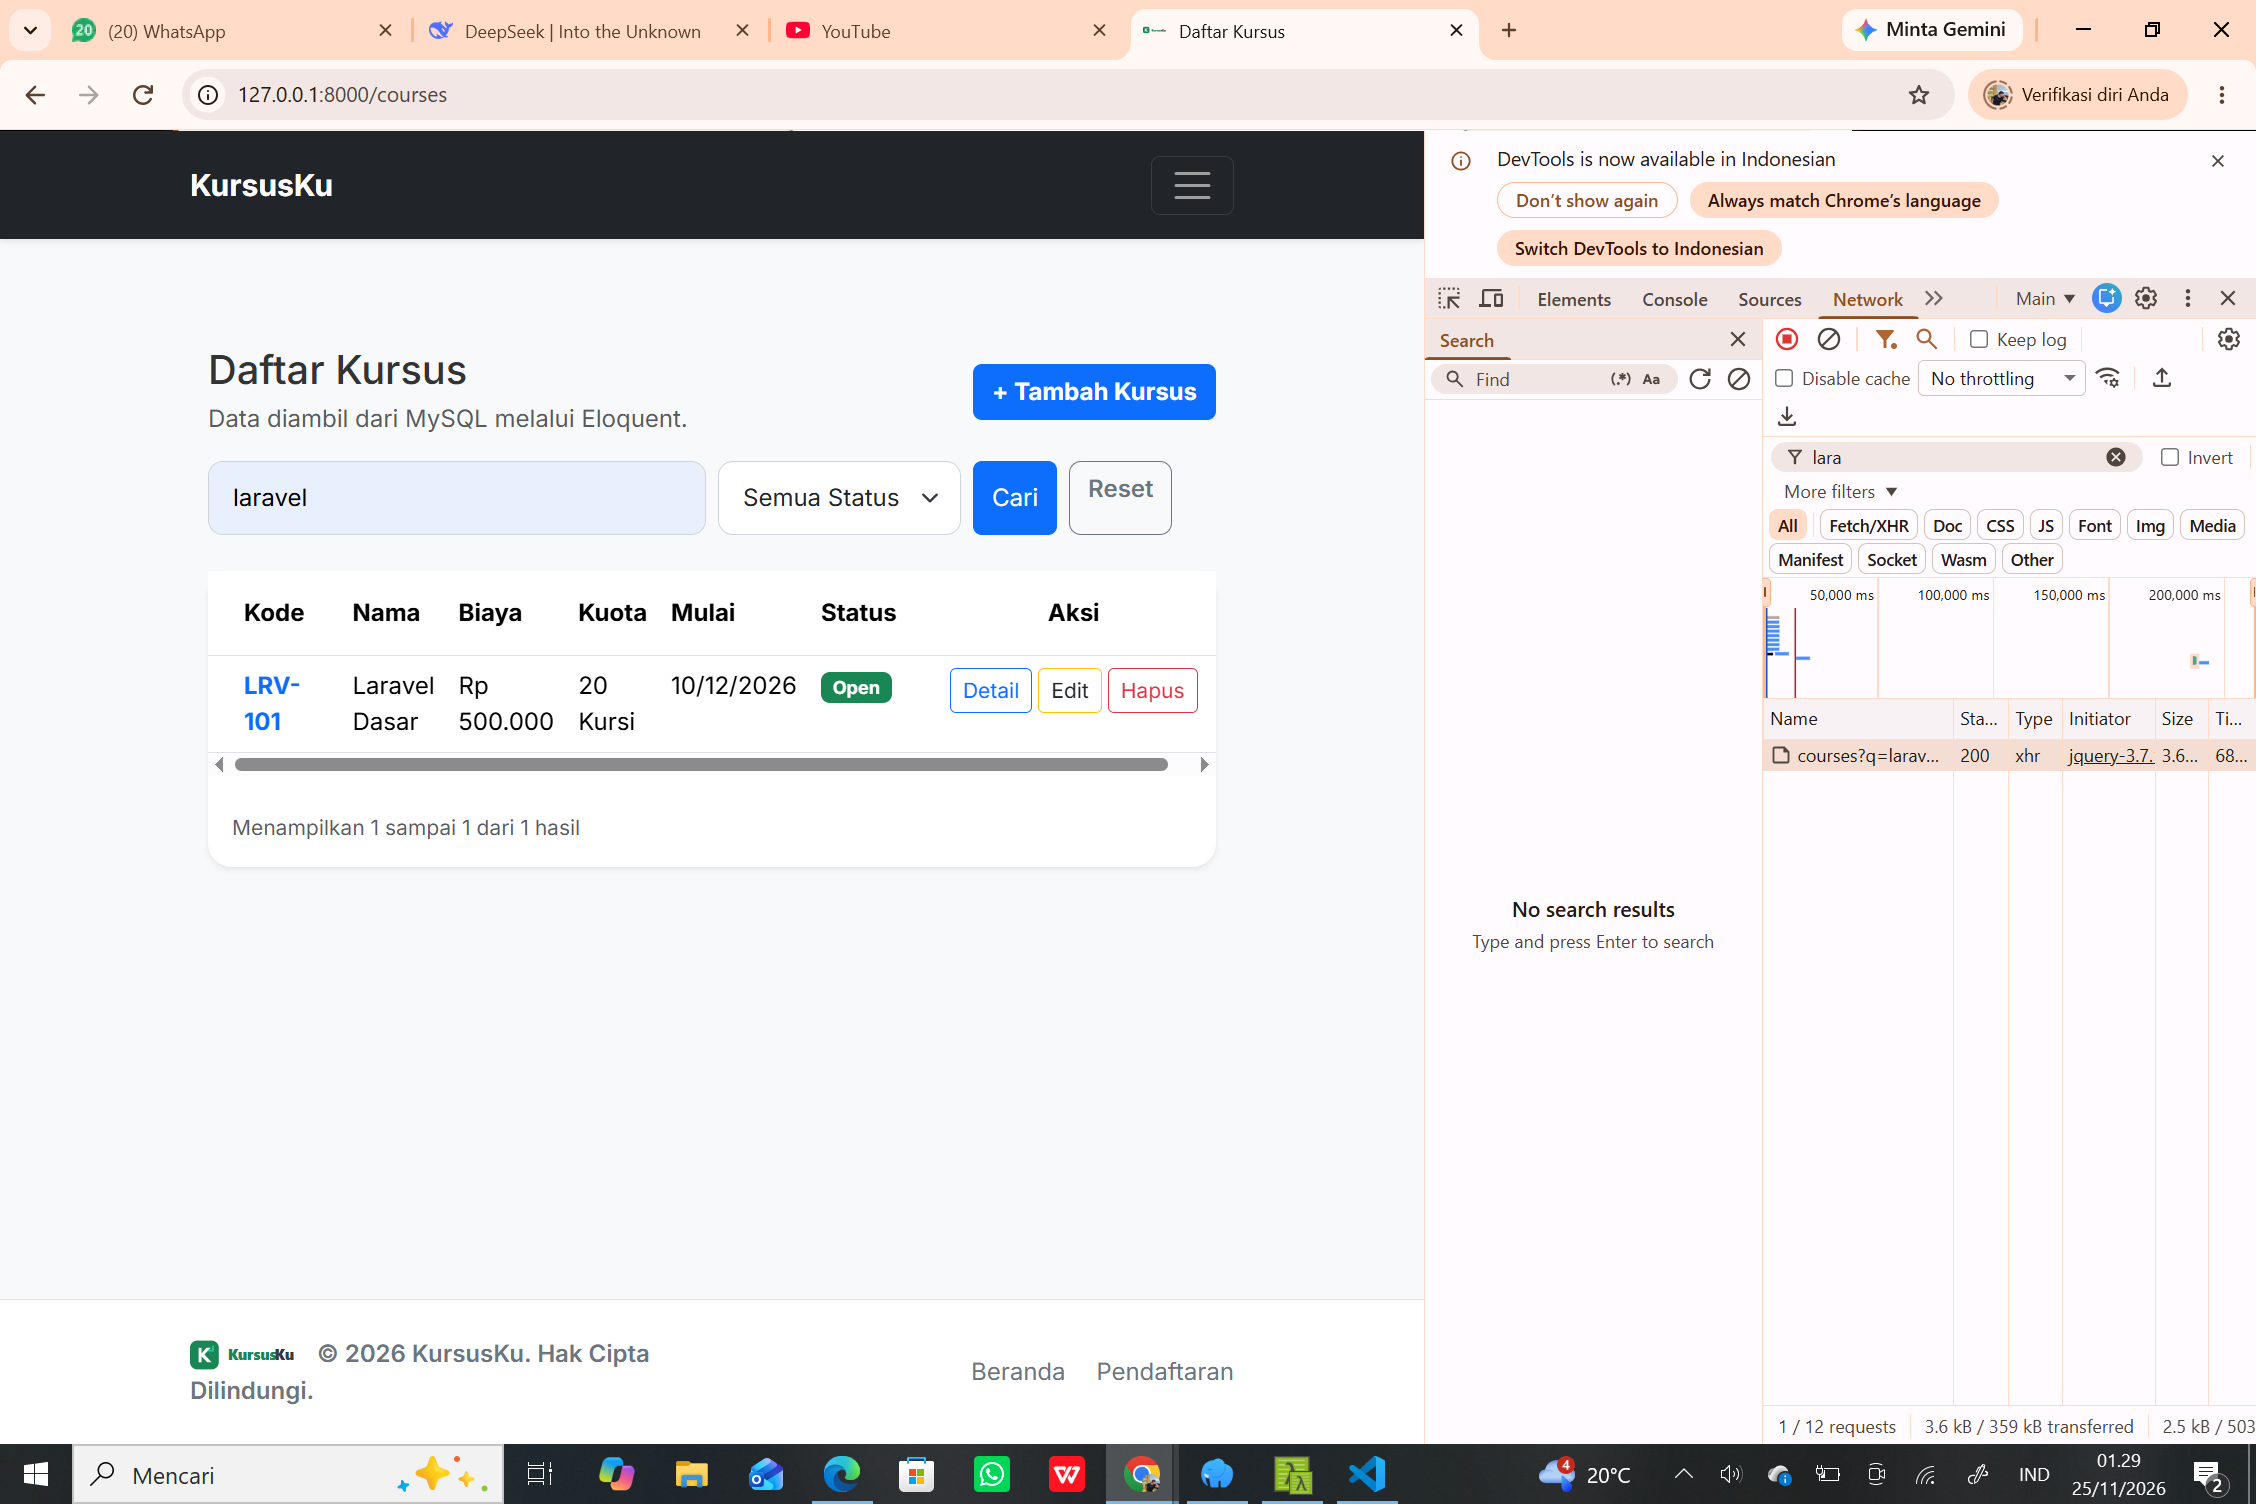 20 (20) WhatsApp
DeepSeek | Into the Unknown
YouTube
Daftar Kursus
Minta Gemini
127.0.0.1:8000/courses
Verifikasi diri Anda
KursusKu
Daftar Kursus
Data diambil dari MySQL melalui Eloquent.
+ Tambah Kursus
laravel
Semua Status
Cari
Reset
Kode Nama Biaya Kuota Mulai Status Aksi
LRV-101 Laravel Dasar Rp 500.000 20 Kursi 10/12/2026 Open Detail Edit Hapus
Menampilkan 1 sampai 1 dari 1 hasil
K KursusKu © 2026 KursusKu. Hak Cipta
Dilindungi.
Beranda Pendaftaran
DevTools is now available in Indonesian
Don't show again
Always match Chrome's language
Switch DevTools to Indonesian
Elements Console Sources Network Main
Search
Find (.*) Aa
No search results
Type and press Enter to search
Keep log
Disable cache No throttling
lara Invert
More filters
All Fetch/XHR Doc CSS JS Font Img Media
Manifest Socket Wasm Other
50,000 ms 100,000 ms 150,000 ms 200,000 ms
Name Sta... Type Initiator Size Ti...
courses?q=larav... 200 xhr jquery-3.7. 3.6... 68...
1 / 12 requests 3.6 kB / 359 kB transferred 2.5 kB / 503
Mencari
4 20°C
IND
01.29
25/11/2026
2